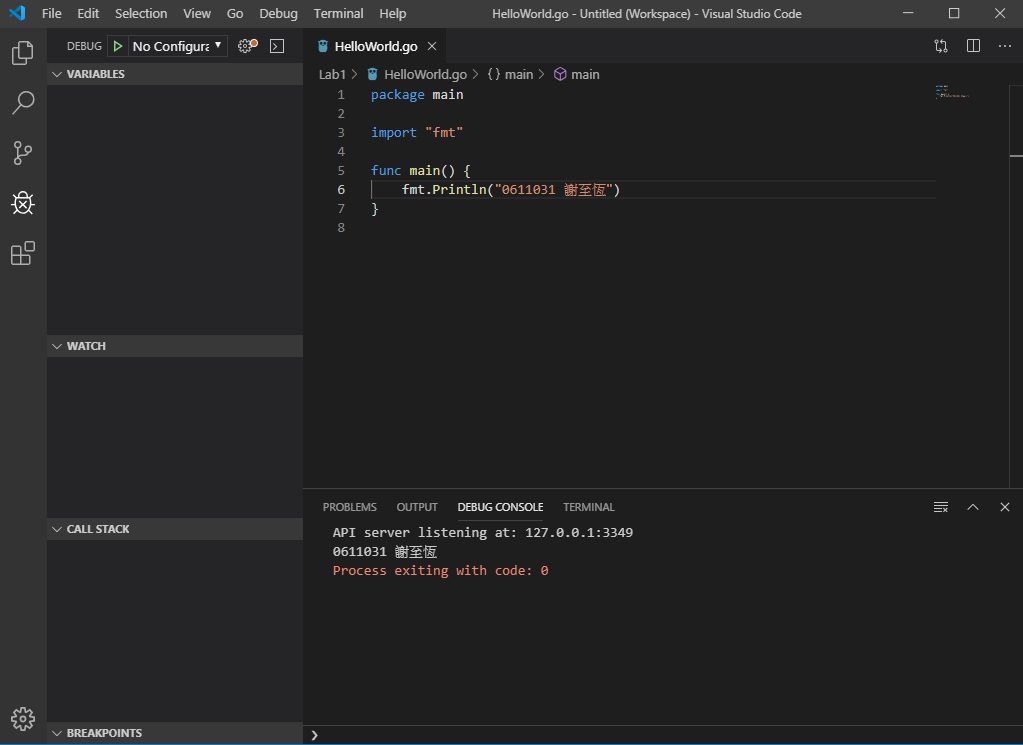 File Edit Selection View Go Debug Terminal Help HelloWorld.go - Untitled (Workspace) - Visual Studio Code
DEBUG No Configura
VARIABLES
WATCH
CALL STACK
BREAKPOINTS
HelloWorld.go
Lab1 > HelloWorld.go > {} main > main
1 package main
2
3 import "fmt"
4
5 func main() {
6 fmt.Println("0611031 謝至恆")
7 }
8
PROBLEMS OUTPUT DEBUG CONSOLE TERMINAL
API server listening at: 127.0.0.1:3349
0611031 謝至恆
Process exiting with code: 0